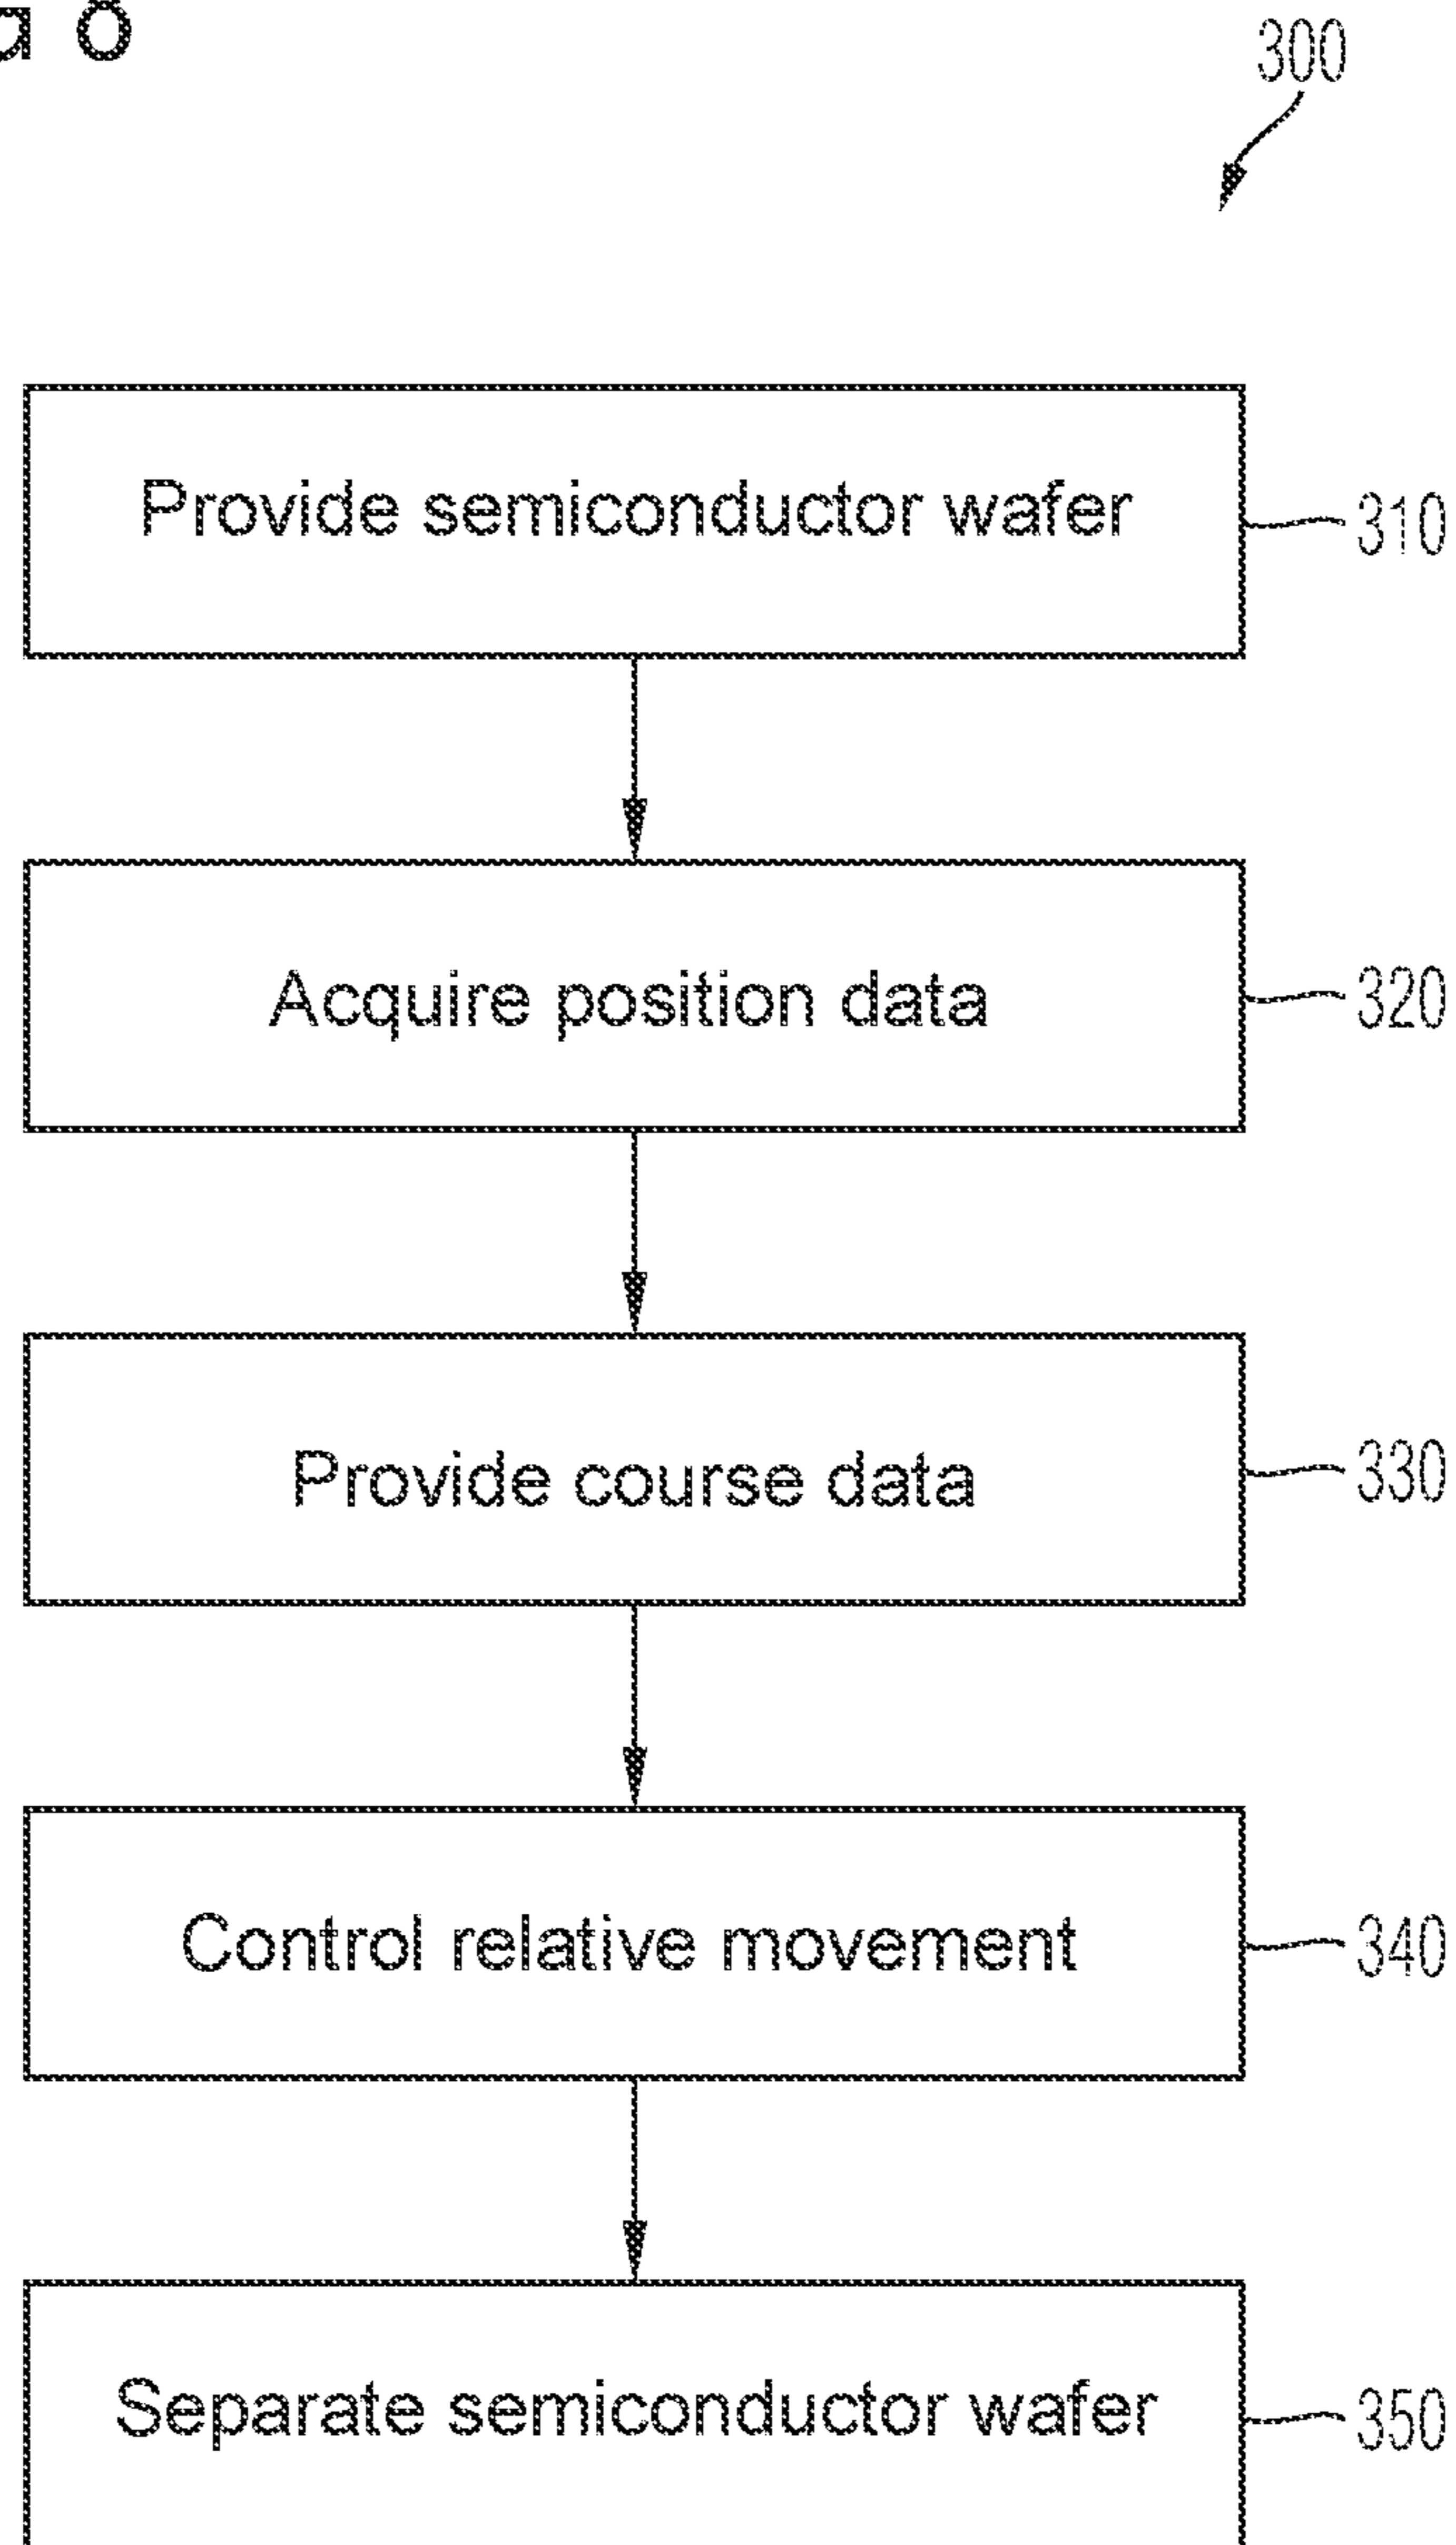 8
300
Provide semiconductor wafer
310
Acquire position data
320
Provide course data
330
Control relative movement
340
Separate semiconductor wafer
350